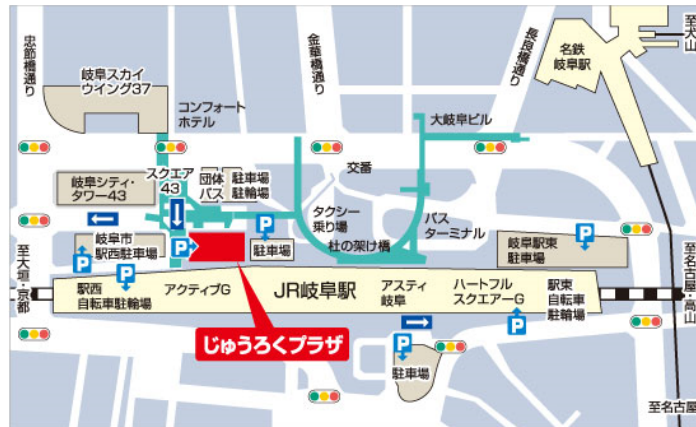 忠節橋通り
金華橋通り
長良橋通り
至犬山
名鉄
岐阜駅
岐阜スカイ
ウイング37
コンフォート
ホテル
大岐阜ビル
交番
スクエア
43
団体
バス
駐車場
駐輪場
岐阜シティ・
タワー43
タクシー
乗り場
バス
ターミナル
杜の架け橋
P
P
駐車場
岐阜市
駅西駐車場
P
P
岐阜駅東
駐車場
P
至大垣・京都
至名古屋・高山
駅西
自転車駐輪場
アクティブG
JR岐阜駅
アスティ
岐阜
ハートフル
スクエアーG
駅東
自転車
駐輪場
P
じゅうろくプラザ
P
駐車場
至名古屋